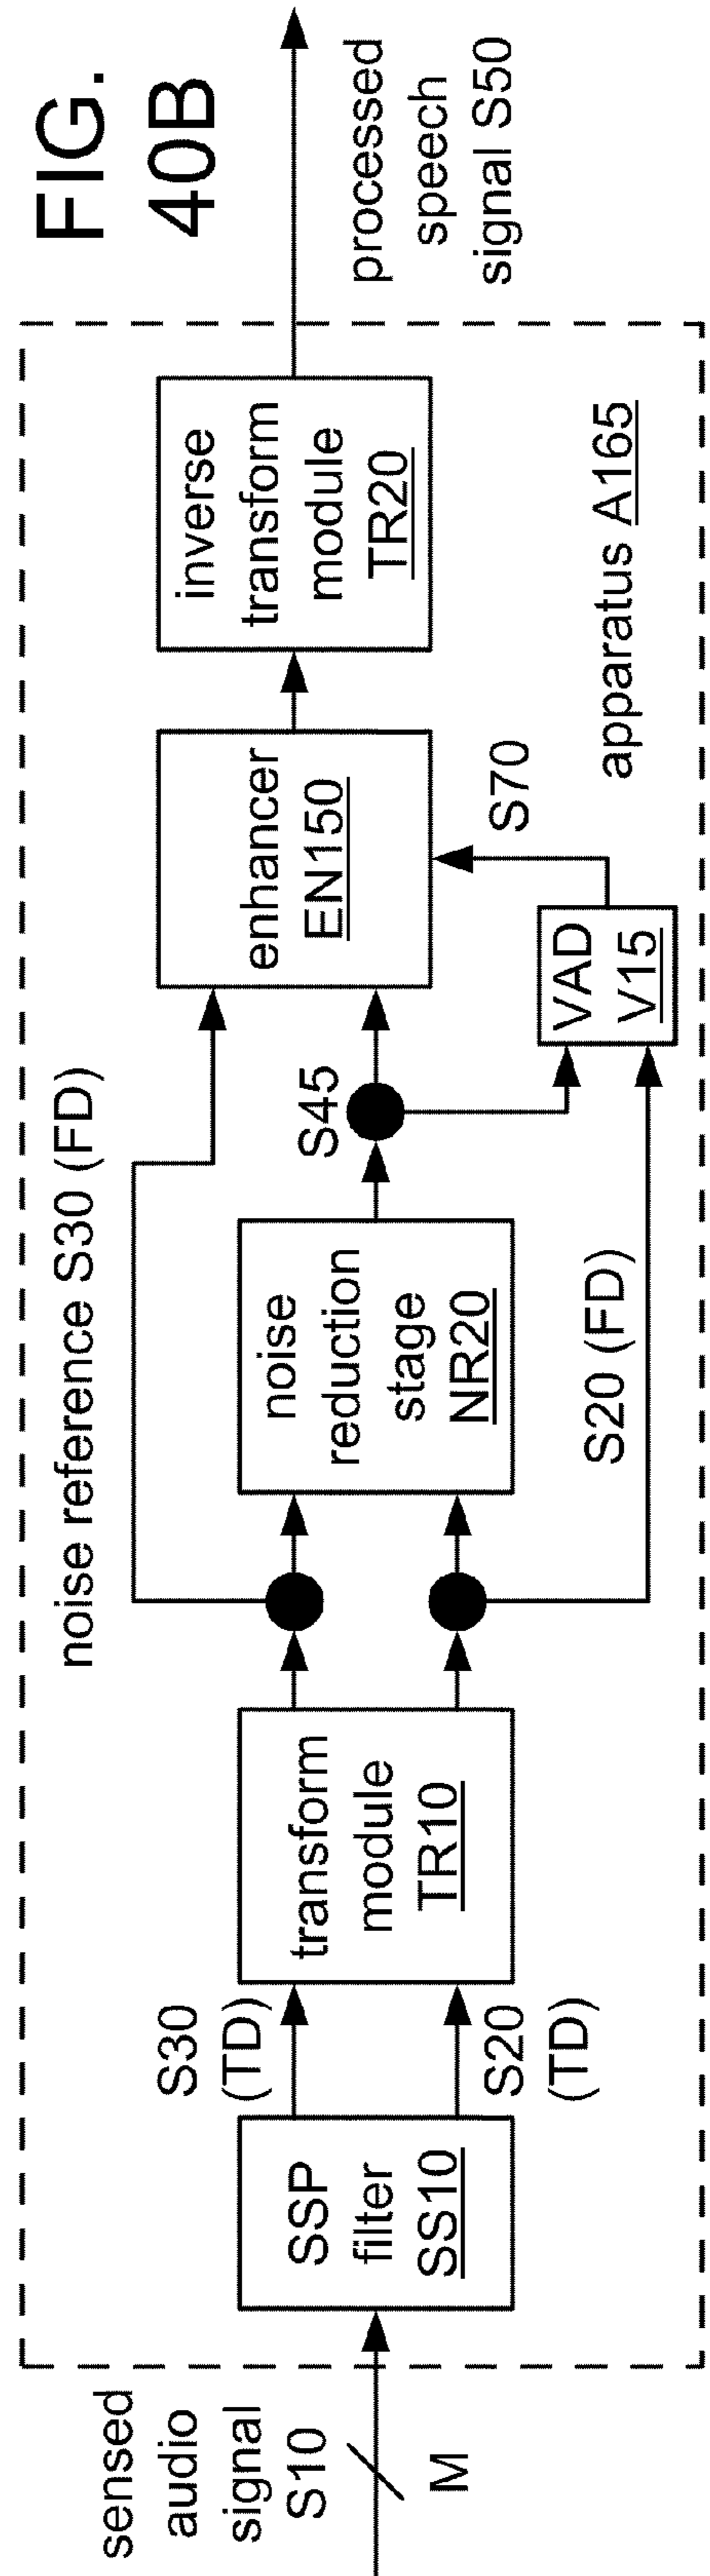 FIG.
40B
sensed
audio
signal
S10
M
SSP
filter
SS10
S30
(TD)
S20
(TD)
transform
module
TR10
noise reference S30 (FD)
noise
reduction
stage
NR20
S20 (FD)
S45
VAD
V15
S70
enhancer
EN150
inverse
transform
module
TR20
apparatus A165
processed
speech
signal S50